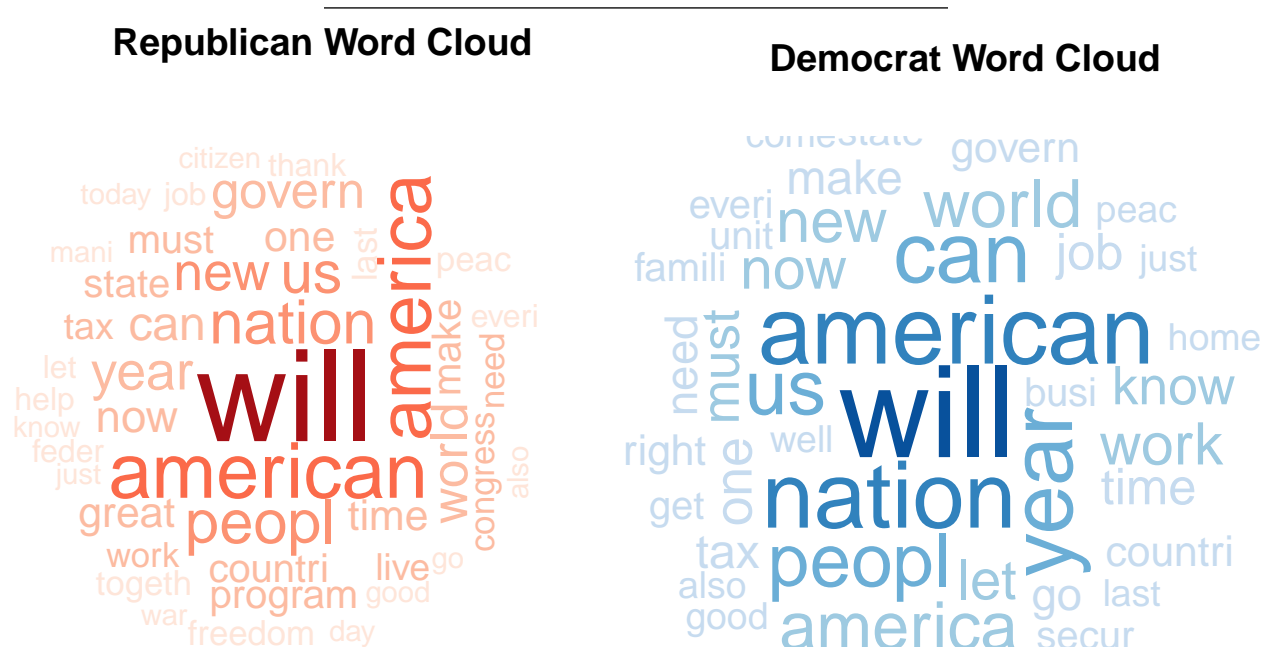 Republican Word Cloud
citizen thank
today job govern
america
must one last
mani
state new us peac
tax can nation make everi
let year will need
help now world
know
feder american congress also
just
great peopl time
work countri live go
togeth program good
war freedom day
Democrat Word Cloud
comestate govern
make
everi new world peac
unit can job just
famili now
american home
need must us will busi know
right well year work
get one nation time
tax peopl let countri
also go last
good america secur